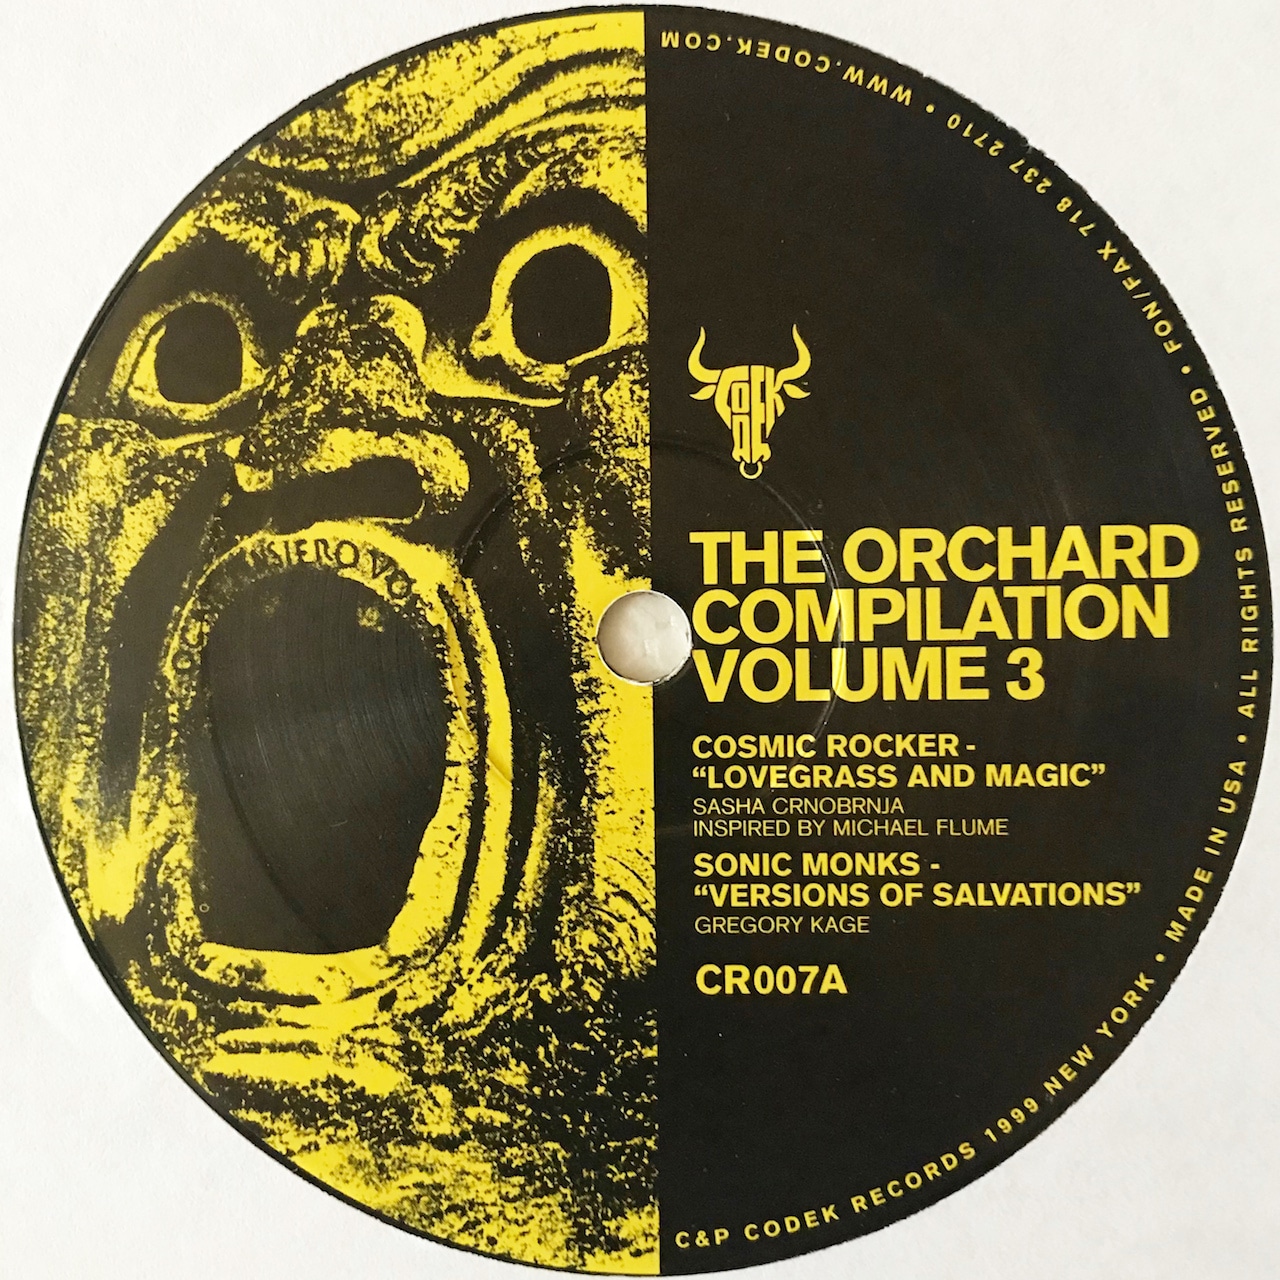 CODEK
THE ORCHARD
COMPILATION
VOLUME 3
COSMIC ROCKER -
“LOVEGRASS AND MAGIC”
SASHA CRNOBRNJA
INSPIRED BY MICHAEL FLUME
SONIC MONKS -
“VERSIONS OF SALVATIONS”
GREGORY KAGE
CR007A
C&P CODEK RECORDS 1999 NEW YORK • MADE IN USA • ALL RIGHTS RESERVED • FON/FAX 718 237 2710 • WWW.CODEK.COM